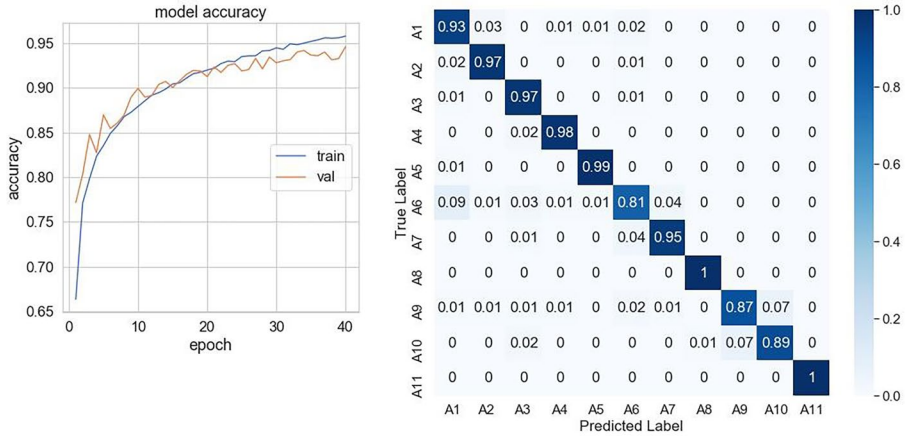 model accuracy
accuracy
0.95
0.90
0.85
0.80
0.75
0.70
0.65
train
val
0 10 20 30 40
epoch
True Label
A1 0.93 0.03 0 0.01 0.01 0.02 0 0 0 0 0
A2 0.02 0.97 0 0 0 0.01 0 0 0 0 0
A3 0.01 0 0.97 0 0 0.01 0 0 0 0 0
A4 0 0 0.02 0.98 0 0 0 0 0 0 0
A5 0.01 0 0 0 0.99 0 0 0 0 0 0
A6 0.09 0.01 0.03 0.01 0.01 0.81 0.04 0 0 0 0
A7 0 0 0.01 0 0 0.04 0.95 0 0 0 0
A8 0 0 0 0 0 0 0 1 0 0 0
A9 0.01 0.01 0.01 0.01 0 0.02 0.01 0 0.87 0.07 0
A10 0 0 0.02 0 0 0 0 0.01 0.07 0.89 0
A11 0 0 0 0 0 0 0 0 0 0 1
A1 A2 A3 A4 A5 A6 A7 A8 A9 A10 A11
Predicted Label
1.0
0.8
0.6
0.4
0.2
0.0